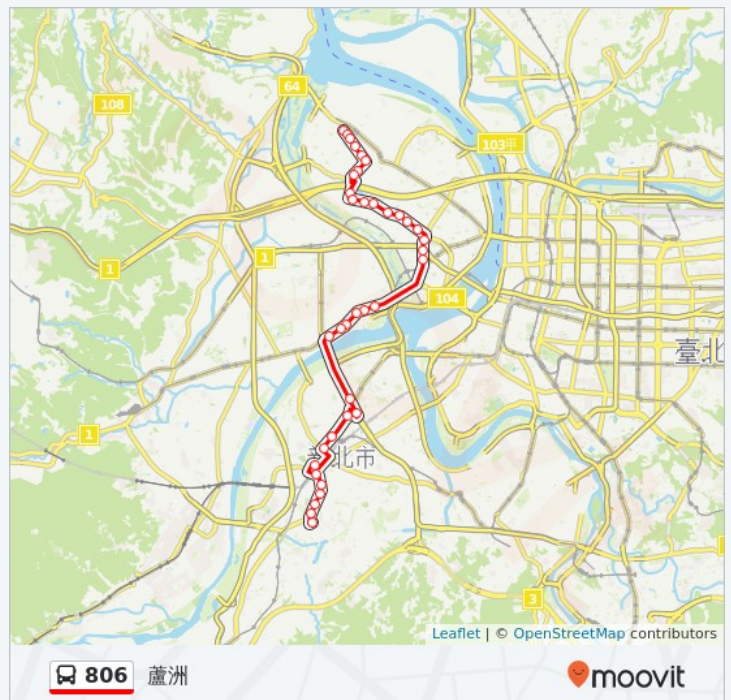 64
108
103甲
1
1
104
臺北
1
新北市
3
Leaflet | © OpenStreetMap contributors
806 蘆洲
moovit